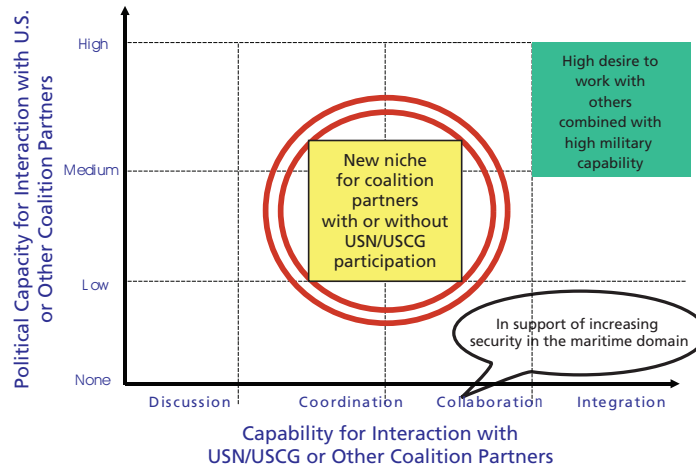 Political Capacity for Interaction with U.S.
or Other Coalition Partners
High
Medium
Low
None
High desire to
work with
others
combined with
high military
capability
New niche
for coalition
partners
with or without
USN/USCG
participation
In support of increasing
security in the maritime domain
Discussion
Coordination
Collaboration
Integration
Capability for Interaction with
USN/USCG or Other Coalition Partners